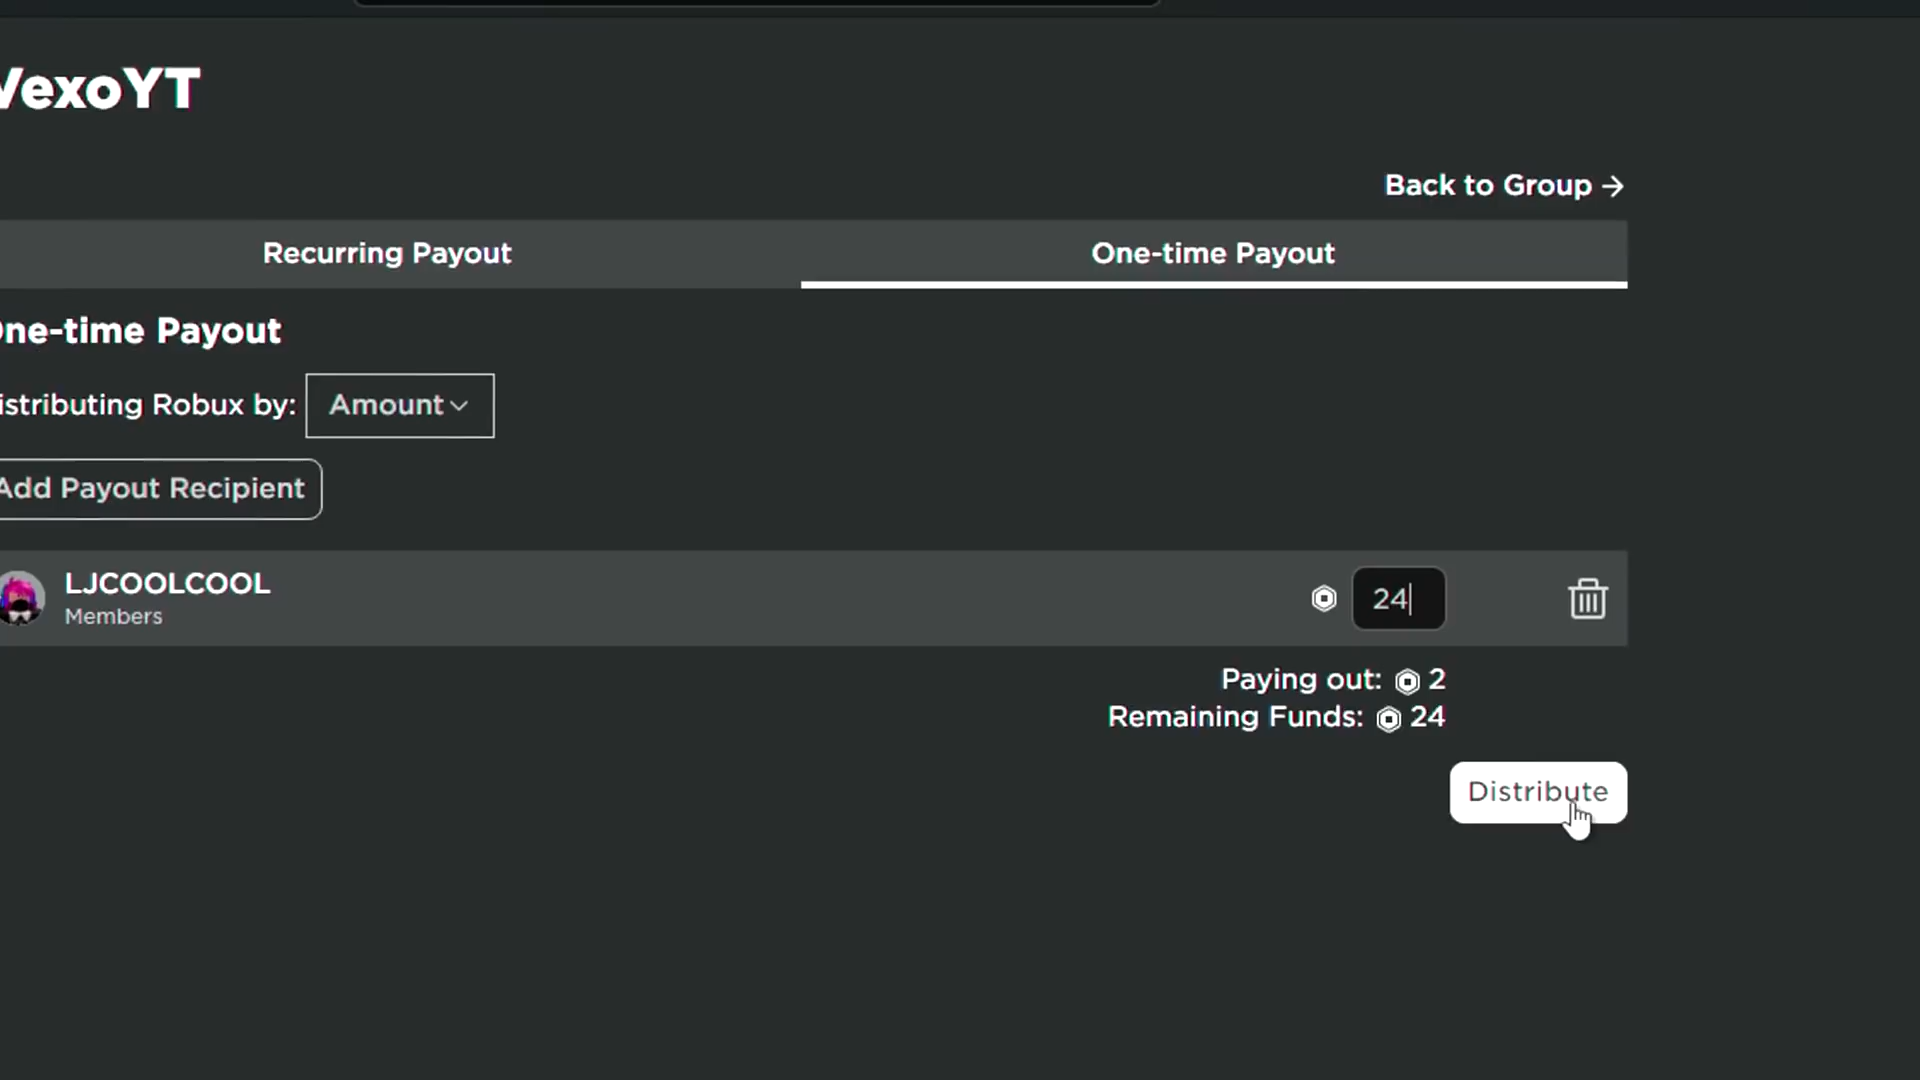 VexoYT
Back to Group →
Recurring Payout
One-time Payout
One-time Payout
istributing Robux by: Amount
Add Payout Recipient
LJCOOLCOOL
Members
24
Paying out: 2
Remaining Funds: 24
Distribute